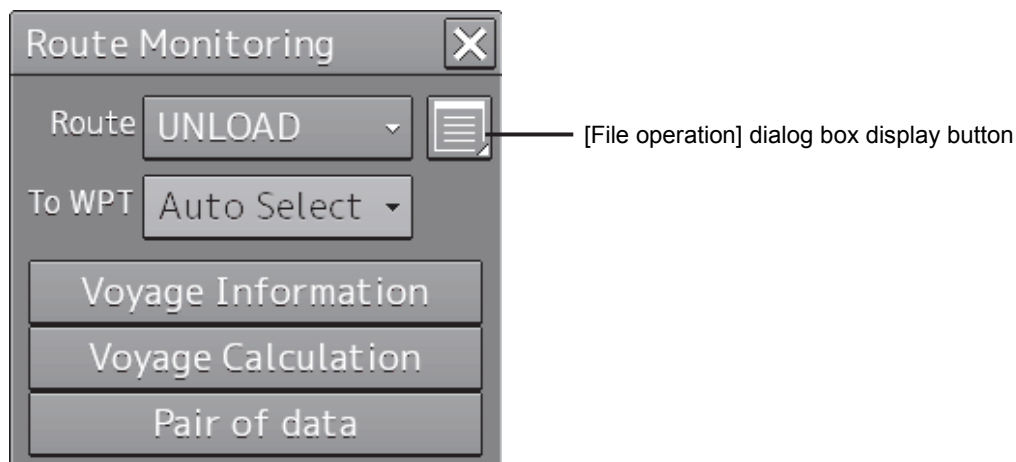 Route Monitoring
Route UNLOAD
[File operation] dialog box display button
To WPT Auto Select
Voyage Information
Voyage Calculation
Pair of data